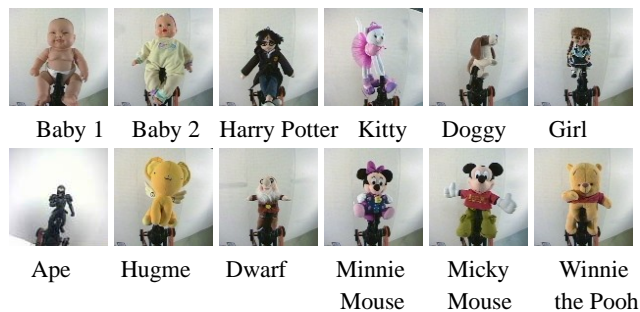 Baby 1 Baby 2 Harry Potter Kitty Doggy Girl
Ape Hugme Dwarf Minnie Micky Winnie
Mouse Mouse the Pooh